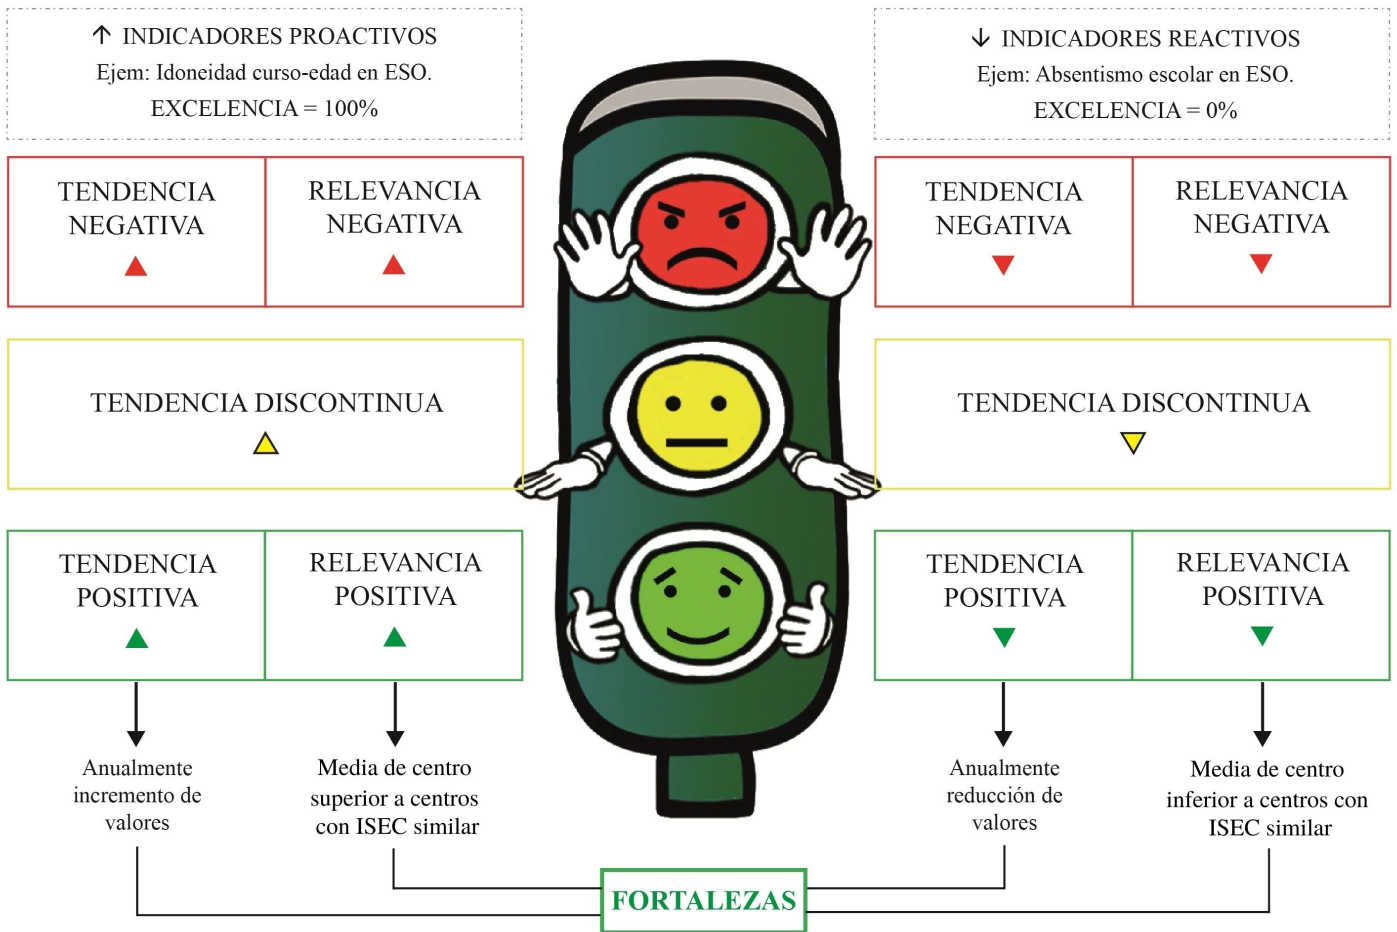 ↑ INDICADORES PROACTIVOS
Ejem: Idoneidad curso-edad en ESO.
EXCELENCIA = 100%
↓ INDICADORES REACTIVOS
Ejem: Absentismo escolar en ESO.
EXCELENCIA = 0%
TENDENCIA
NEGATIVA
RELEVANCIA
NEGATIVA
TENDENCIA
NEGATIVA
RELEVANCIA
NEGATIVA
TENDENCIA DISCONTINUA
TENDENCIA DISCONTINUA
TENDENCIA
POSITIVA
RELEVANCIA
POSITIVA
TENDENCIA
POSITIVA
RELEVANCIA
POSITIVA
Anualmente
incremento de
valores
Media de centro
superior a centros
con ISEC similar
Anualmente
reducción de
valores
Media de centro
inferior a centros con
ISEC similar
FORTALEZAS